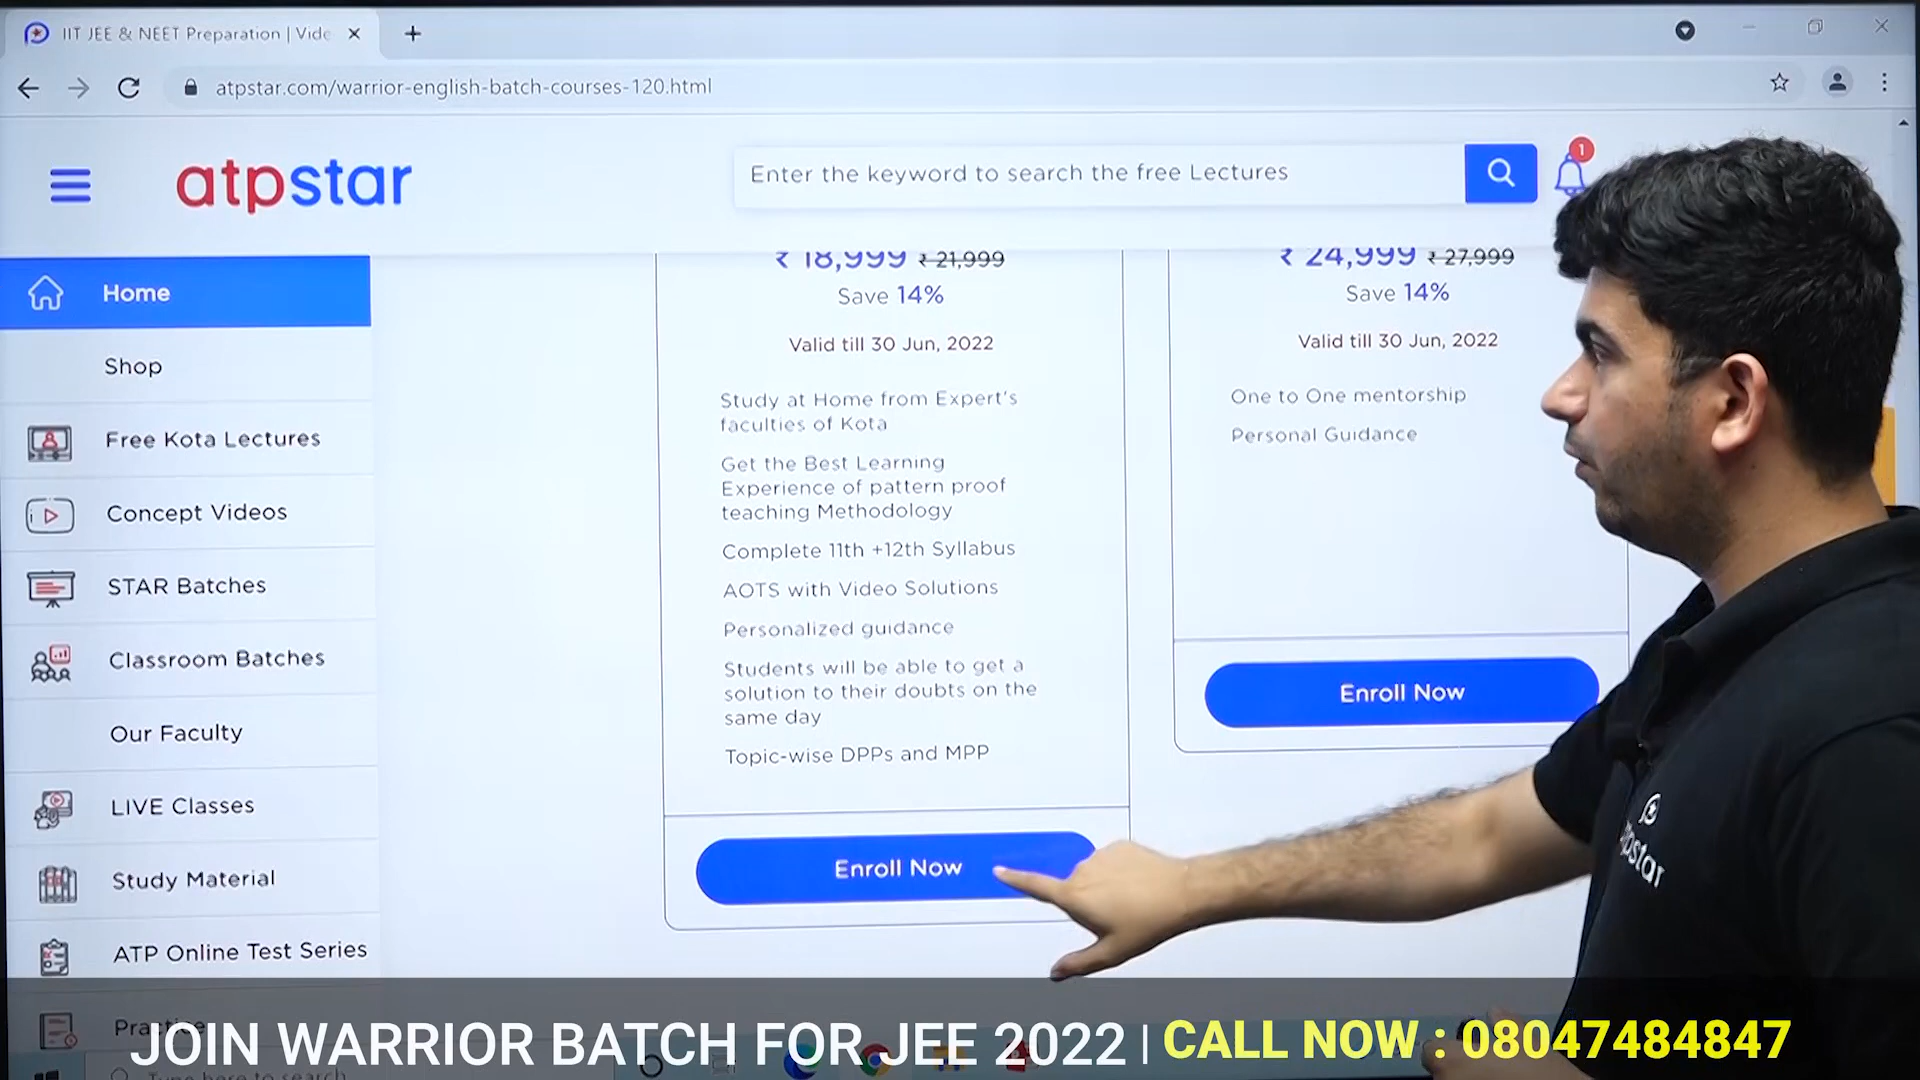 IIT JEE & NEET Preparation | Vide
atpstar.com/warrior-english-batch-courses-120.html
atpstar
Enter the keyword to search the free Lectures
1
Home
Shop
Free Kota Lectures
Concept Videos
STAR Batches
Classroom Batches
Our Faculty
LIVE Classes
Study Material
ATP Online Test Series
Practice
₹ 18,999 ₹ 21,999
Save 14%
Valid till 30 Jun, 2022
Study at Home from Expert's
faculties of Kota
Get the Best Learning
Experience of pattern proof
teaching Methodology
Complete 11th +12th Syllabus
AOTS with Video Solutions
Personalized guidance
Students will be able to get a
solution to their doubts on the
same day
Topic-wise DPPs and MPP
Enroll Now
₹ 24,999 ₹ 27,999
Save 14%
Valid till 30 Jun, 2022
One to One mentorship
Personal Guidance
Enroll Now
atpstar
JOIN WARRIOR BATCH FOR JEE 2022 | CALL NOW : 08047484847
Type here to search